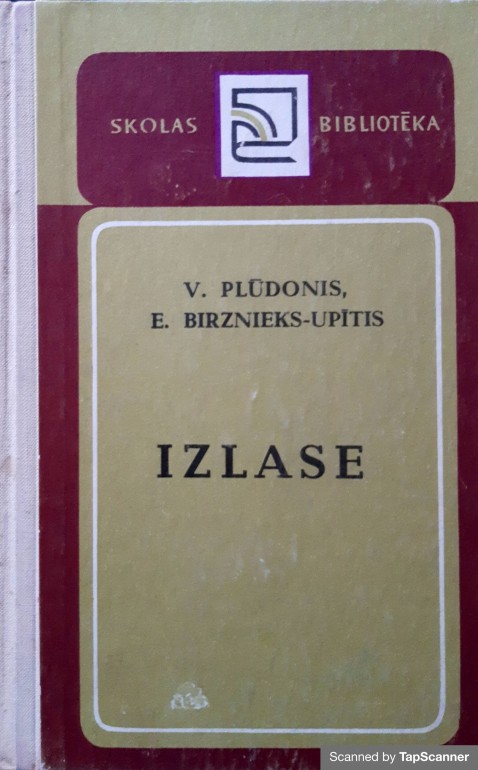 SKOLAS BIBLIOTĒKA
V. PLŪDONIS,
E. BIRZNIEKS-UPĪTIS
IZLASE
Scanned by TapScanner